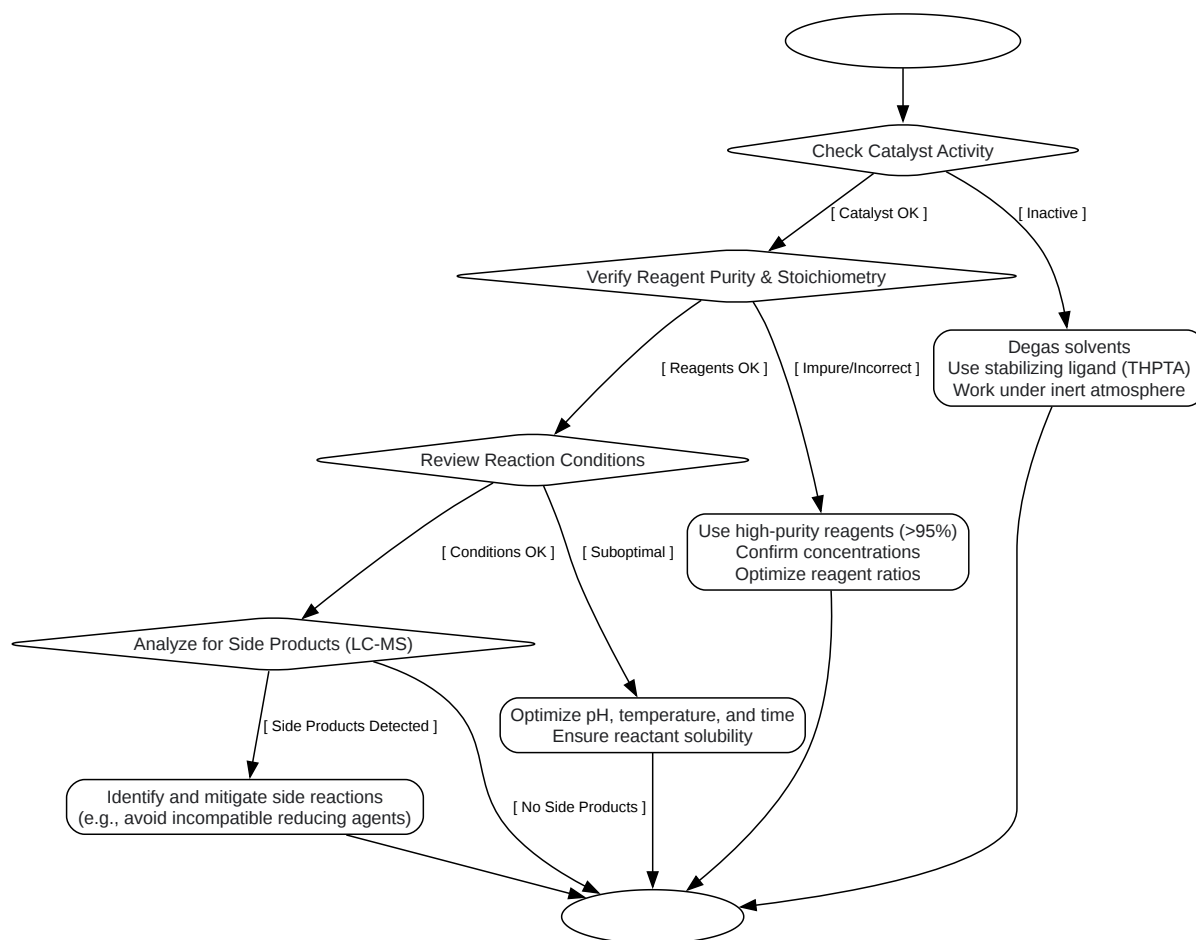 Check Catalyst Activity
[ Catalyst OK ]
[ Inactive ]
Verify Reagent Purity & Stoichiometry
Degas solvents
Use stabilizing ligand (THPTA)
Work under inert atmosphere
[ Reagents OK ]
[ Impure/Incorrect ]
Review Reaction Conditions
Use high-purity reagents (>95%)
Confirm concentrations
Optimize reagent ratios
[ Conditions OK ]
[ Suboptimal ]
Analyze for Side Products (LC-MS)
Optimize pH, temperature, and time
Ensure reactant solubility
[ Side Products Detected ]
Identify and mitigate side reactions
(e.g., avoid incompatible reducing agents)
[ No Side Products ]